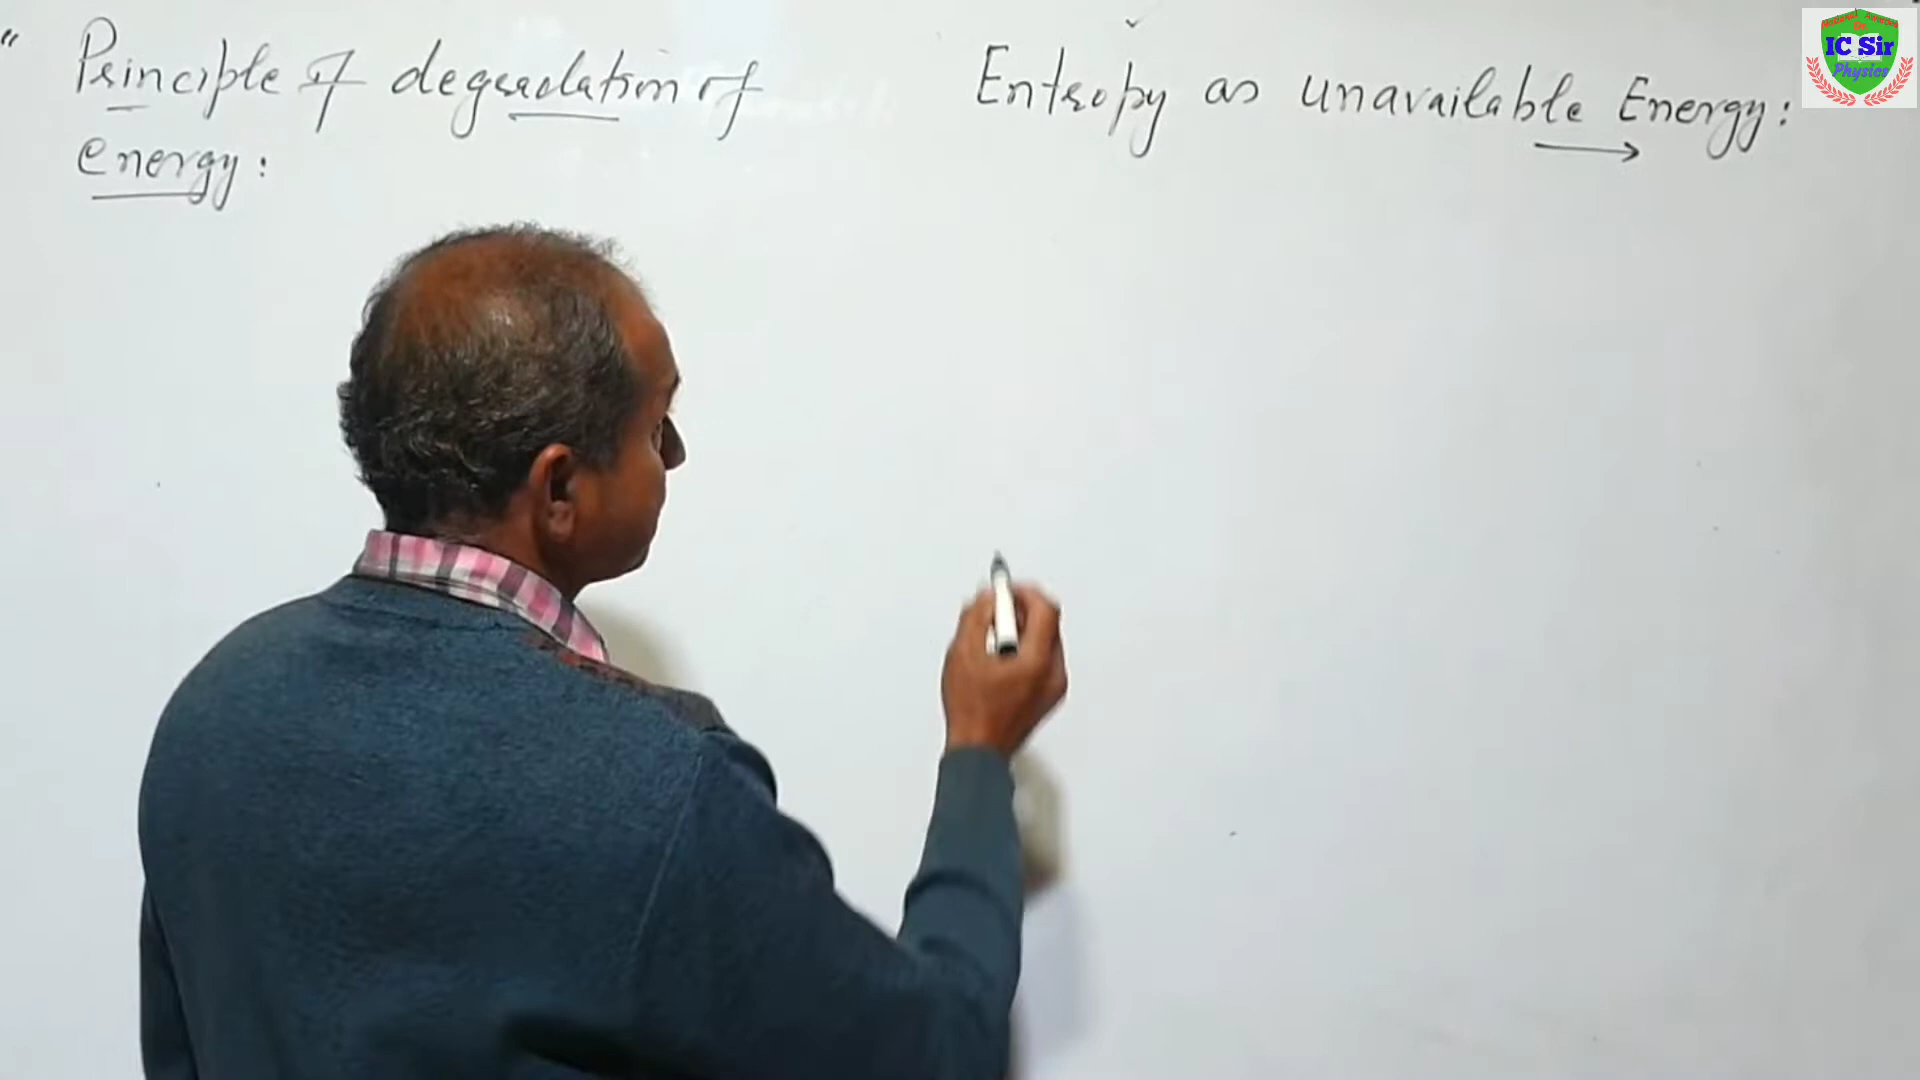 " Principle of degradation of
energy:
Entropy as unavailable Energy:
IC Sir
Physics